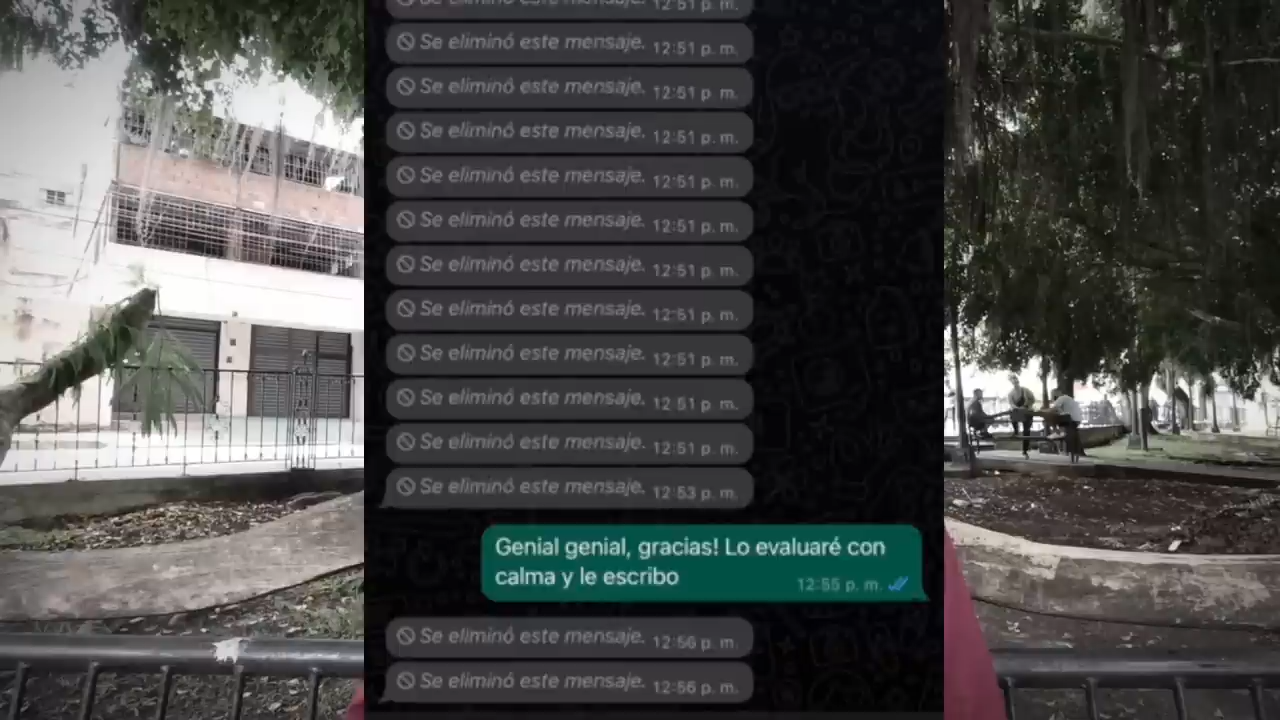 Se eliminó este mensaje. 12:51 p. m.
Se eliminó este mensaje. 12:51 p. m.
Se eliminó este mensaje. 12:51 p. m.
Se eliminó este mensaje. 12:51 p. m.
Se eliminó este mensaje. 12:51 p. m.
Se eliminó este mensaje. 12:51 p. m.
Se eliminó este mensaje. 12:51 p. m.
Se eliminó este mensaje. 12:51 p. m.
Se eliminó este mensaje. 12:51 p. m.
Se eliminó este mensaje. 12:51 p. m.
Se eliminó este mensaje. 12:51 p. m.
Se eliminó este mensaje. 12:53 p. m.
Genial genial, gracias! Lo evaluaré con
calma y le escribo
12:55 p. m.
Se eliminó este mensaje. 12:56 p. m.
Se eliminó este mensaje. 12:56 p. m.